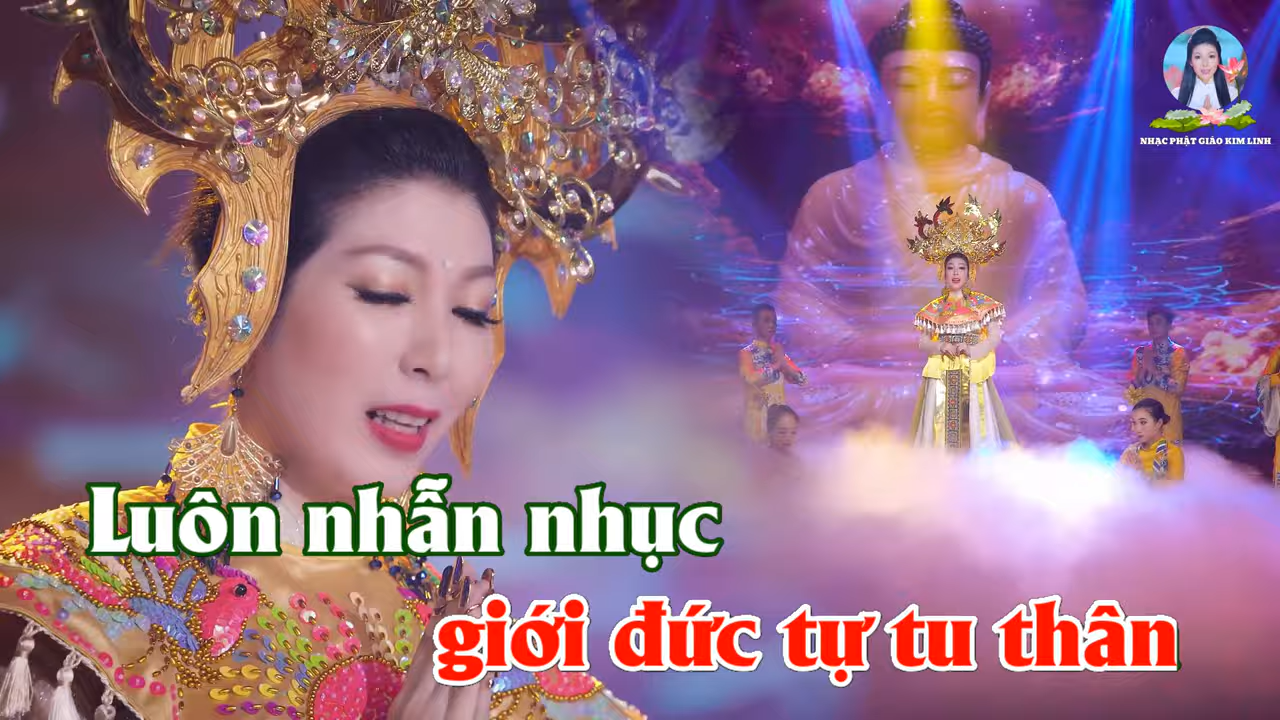 NHẠC PHẬT GIÁO KIM LINH
Luôn nhẫn nhục
giới đức tự tu thân